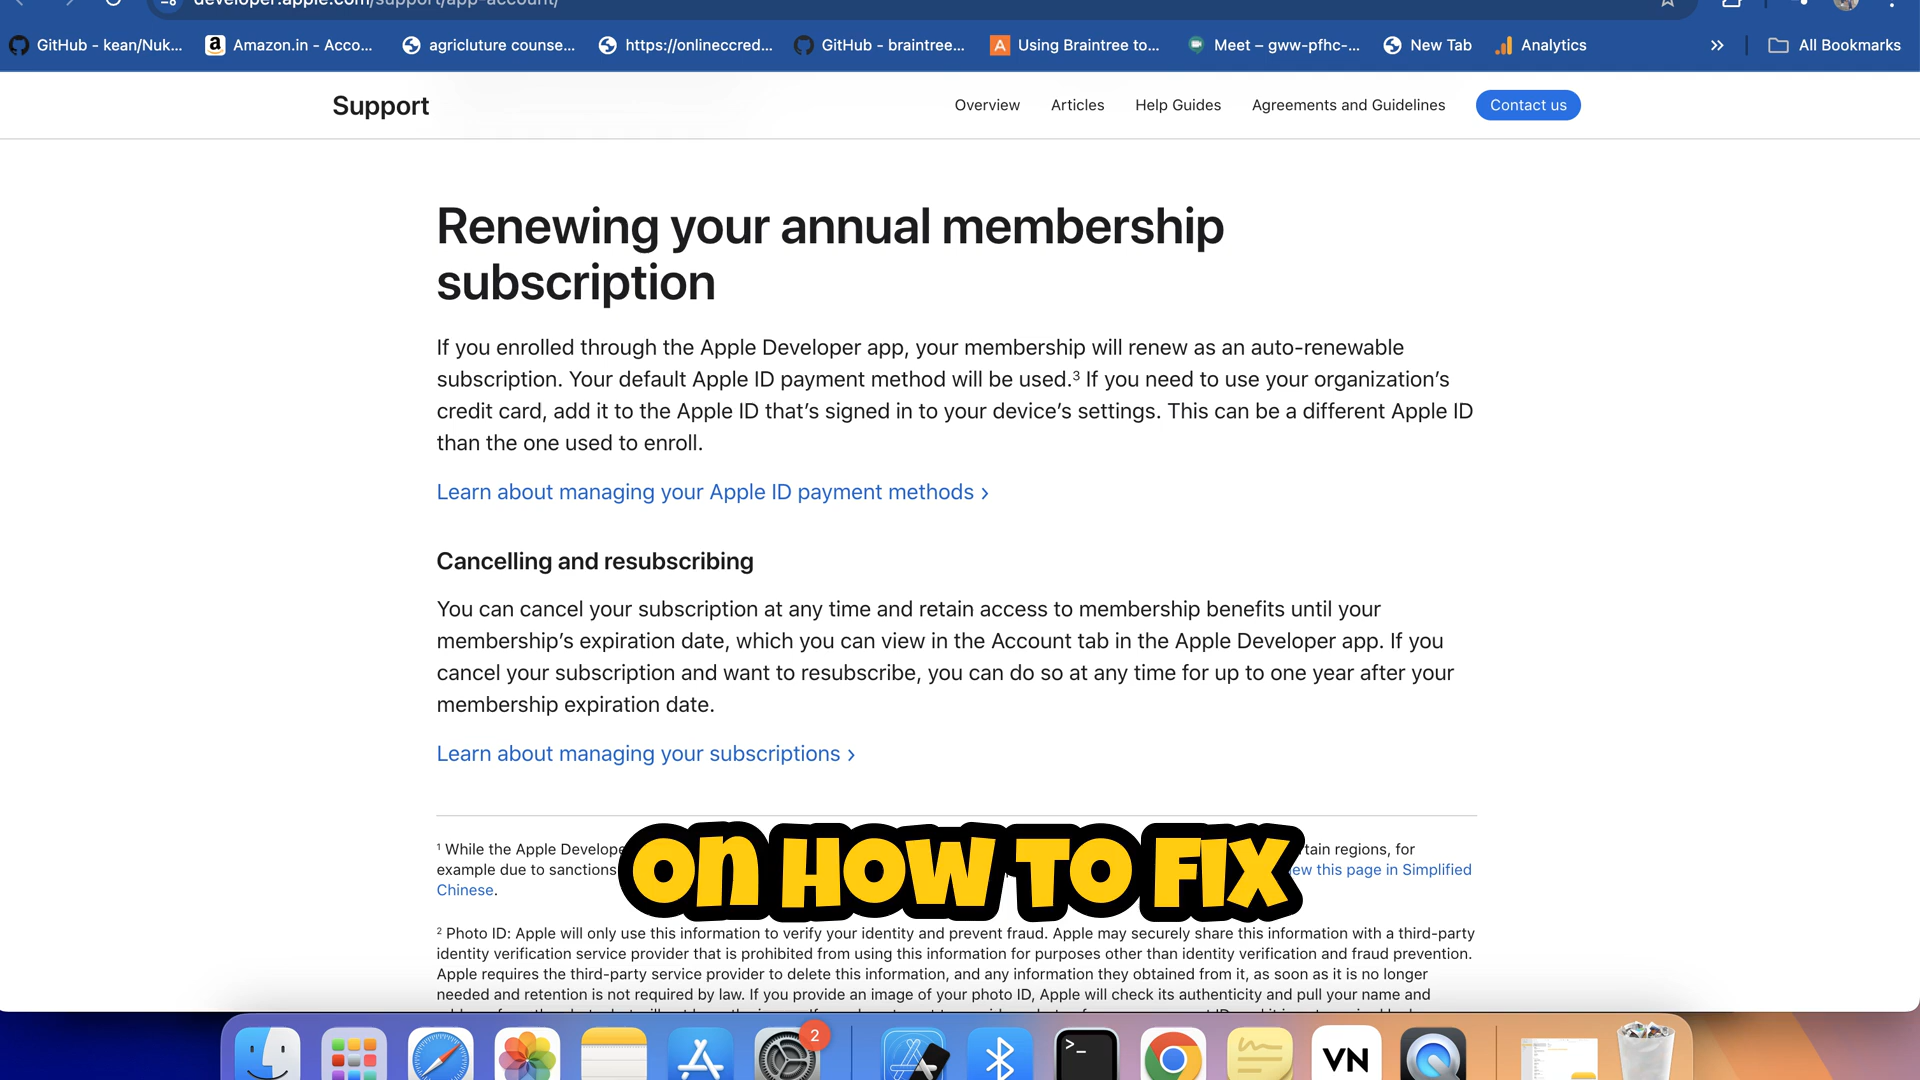 developer.apple.com/support/app-account/
GitHub - kean/Nuk... Amazon.in - Acco... agricluture counse... https://onlineccred... GitHub - braintree... Using Braintree to... Meet – gww-pfhc-... New Tab Analytics All Bookmarks
Support Overview Articles Help Guides Agreements and Guidelines Contact us
Renewing your annual membership
subscription
If you enrolled through the Apple Developer app, your membership will renew as an auto-renewable
subscription. Your default Apple ID payment method will be used.³ If you need to use your organization’s
credit card, add it to the Apple ID that’s signed in to your device’s settings. This can be a different Apple ID
than the one used to enroll.
Learn about managing your Apple ID payment methods ›
Cancelling and resubscribing
You can cancel your subscription at any time and retain access to membership benefits until your
membership’s expiration date, which you can view in the Account tab in the Apple Developer app. If you
cancel your subscription and want to resubscribe, you can do so at any time for up to one year after your
membership expiration date.
Learn about managing your subscriptions ›
¹ While the Apple Develope tain regions, for
example due to sanctions this page in Simplified
Chinese.
On How To Fix
² Photo ID: Apple will only use this information to verify your identity and prevent fraud. Apple may securely share this information with a third-party
identity verification service provider that is prohibited from using this information for purposes other than identity verification and fraud prevention.
Apple requires the third-party service provider to delete this information, and any information they obtained from it, as soon as it is no longer
needed and retention is not required by law. If you provide an image of your photo ID, Apple will check its authenticity and pull your name and
2
VN